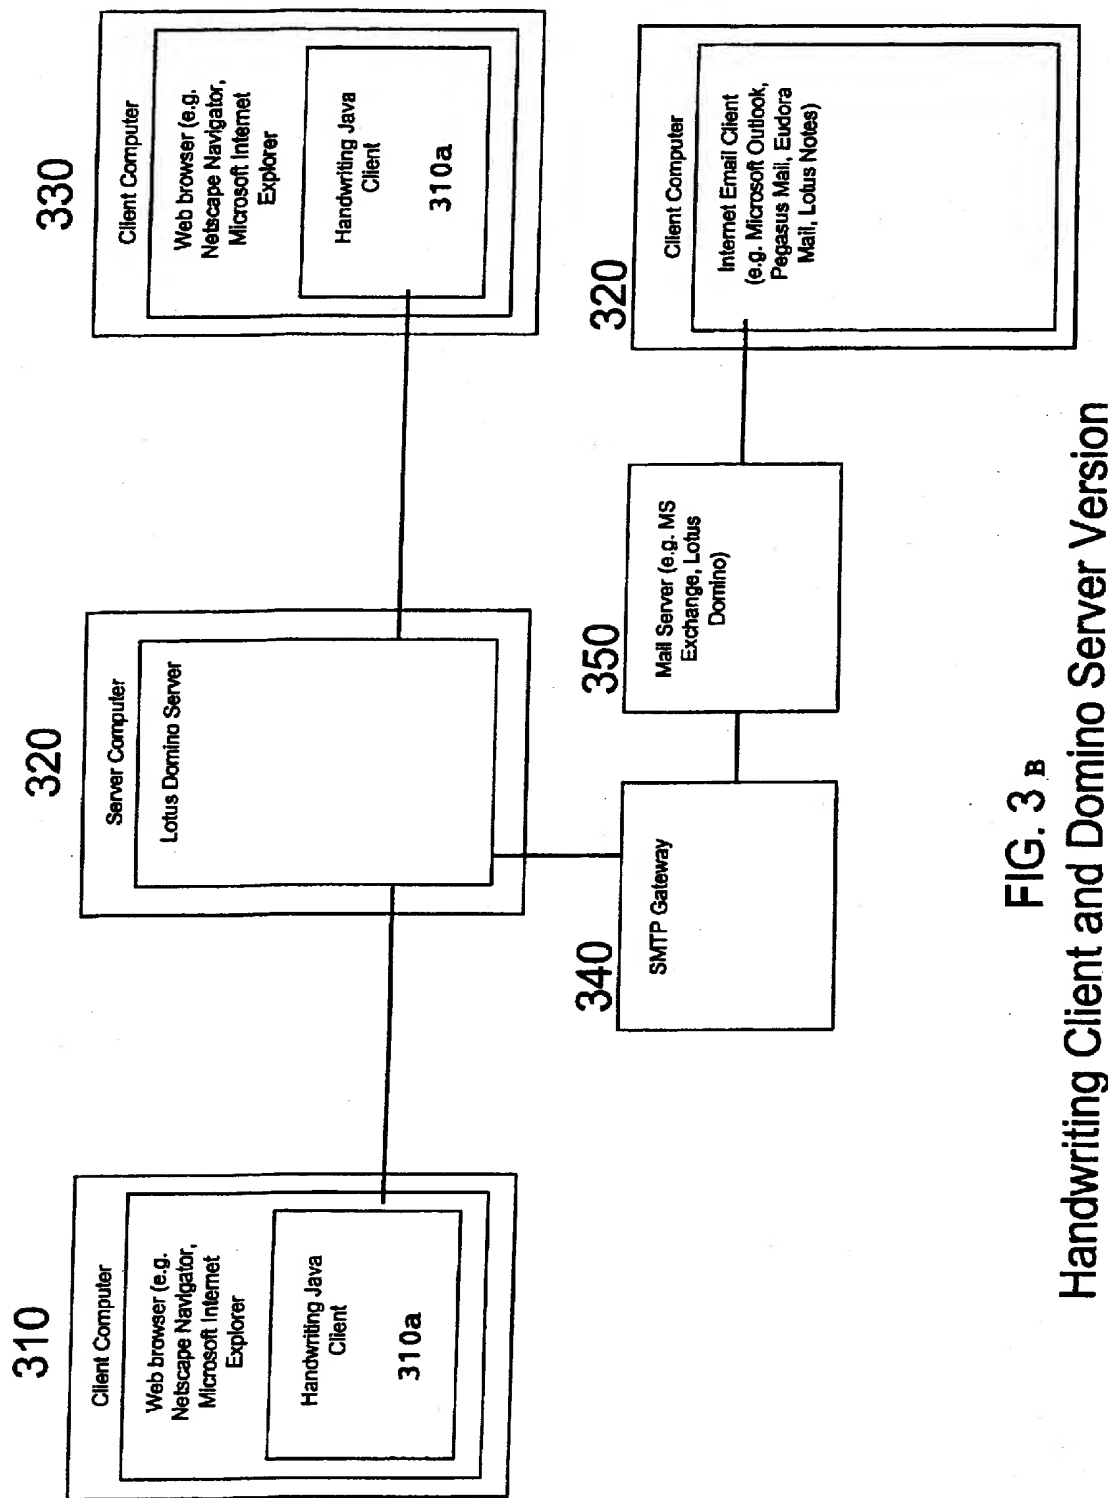 310
Client Computer
Web browser (e.g.
Netscape Navigator,
Microsoft Internet
Explorer
Handwriting Java
Client
310a
320
Server Computer
Lotus Domino Server
330
Client Computer
Web browser (e.g.
Netscape Navigator,
Microsoft Internet
Explorer
Handwriting Java
Client
310a
340
SMTP Gateway
350
Mail Server (e.g. MS
Exchange, Lotus
Domino)
320
Client Computer
Internet Email Client
(e.g. Microsoft Outlook,
Pegasus Mail, Eudora
Mail, Lotus Notes)
FIG. 3 B
Handwriting Client and Domino Server Version